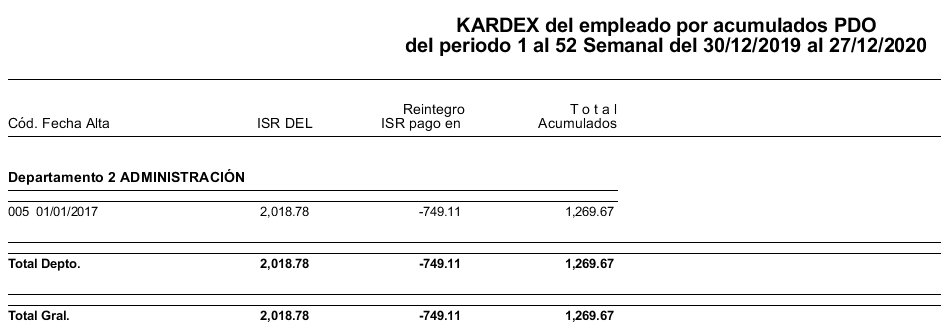 KARDEX del empleado por acumulados PDO
del periodo 1 al 52 Semanal del 30/12/2019 al 27/12/2020
Reintegro T o t a l
Cód. Fecha Alta ISR DEL ISR pago en Acumulados
Departamento 2 ADMINISTRACIÓN
005 01/01/2017 2,018.78 -749.11 1,269.67
Total Depto. 2,018.78 -749.11 1,269.67
Total Gral. 2,018.78 -749.11 1,269.67